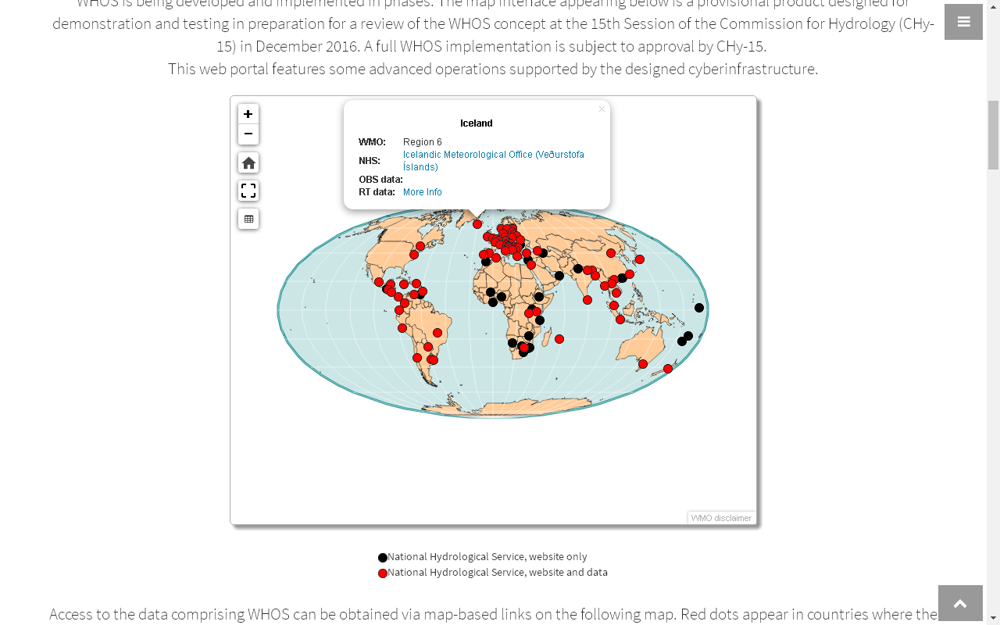 WHOS is being developed and implemented in phases. The map interface appearing below is a provisional product designed for
demonstration and testing in preparation for a review of the WHOS concept at the 15th Session of the Commission for Hydrology (CHy-
15) in December 2016. A full WHOS implementation is subject to approval by CHy-15.
This web portal features some advanced operations supported by the designed cyberinfrastructure.
+
−
×
Iceland
WMO: Region 6
NHS: Icelandic Meteorological Office (Veðurstofa
Íslands)
OBS data:
RT data: More Info
WMO disclaimer
National Hydrological Service, website only
National Hydrological Service, website and data
Access to the data comprising WHOS can be obtained via map-based links on the following map. Red dots appear in countries where the